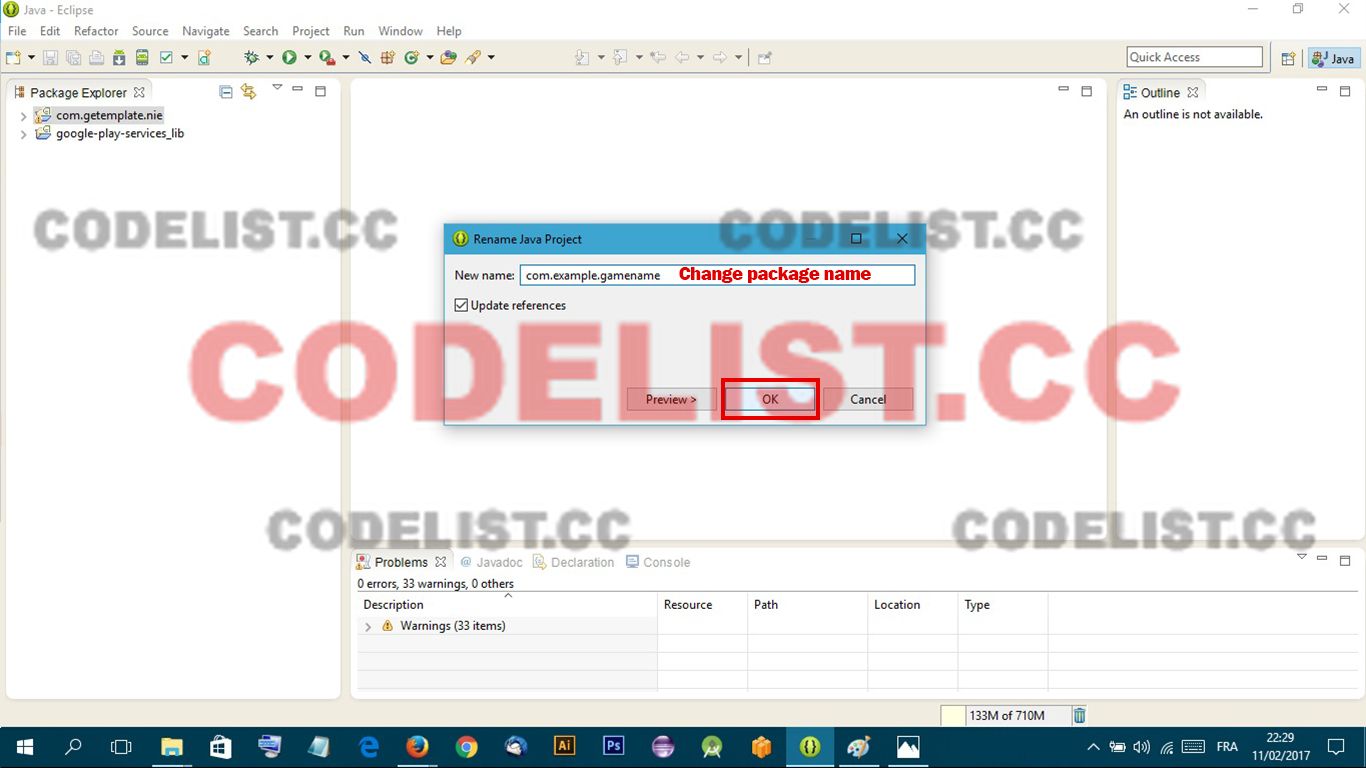 Java - Eclipse
File Edit Refactor Source Navigate Search Project Run Window Help
Quick Access
Java
Package Explorer
com.getemplate.nie
google-play-services_lib
Outline
An outline is not available.
CODELIST.CC
CODELIST.CC
Rename Java Project
New name: com.example.gamename Change package name
Update references
CODELIST.CC
Preview > OK Cancel
CODELIST.CC
CODELIST.CC
Problems @ Javadoc Declaration Console
0 errors, 33 warnings, 0 others
Description Resource Path Location Type
Warnings (33 items)
133M of 710M
Ai Ps
FRA
22:29
11/02/2017